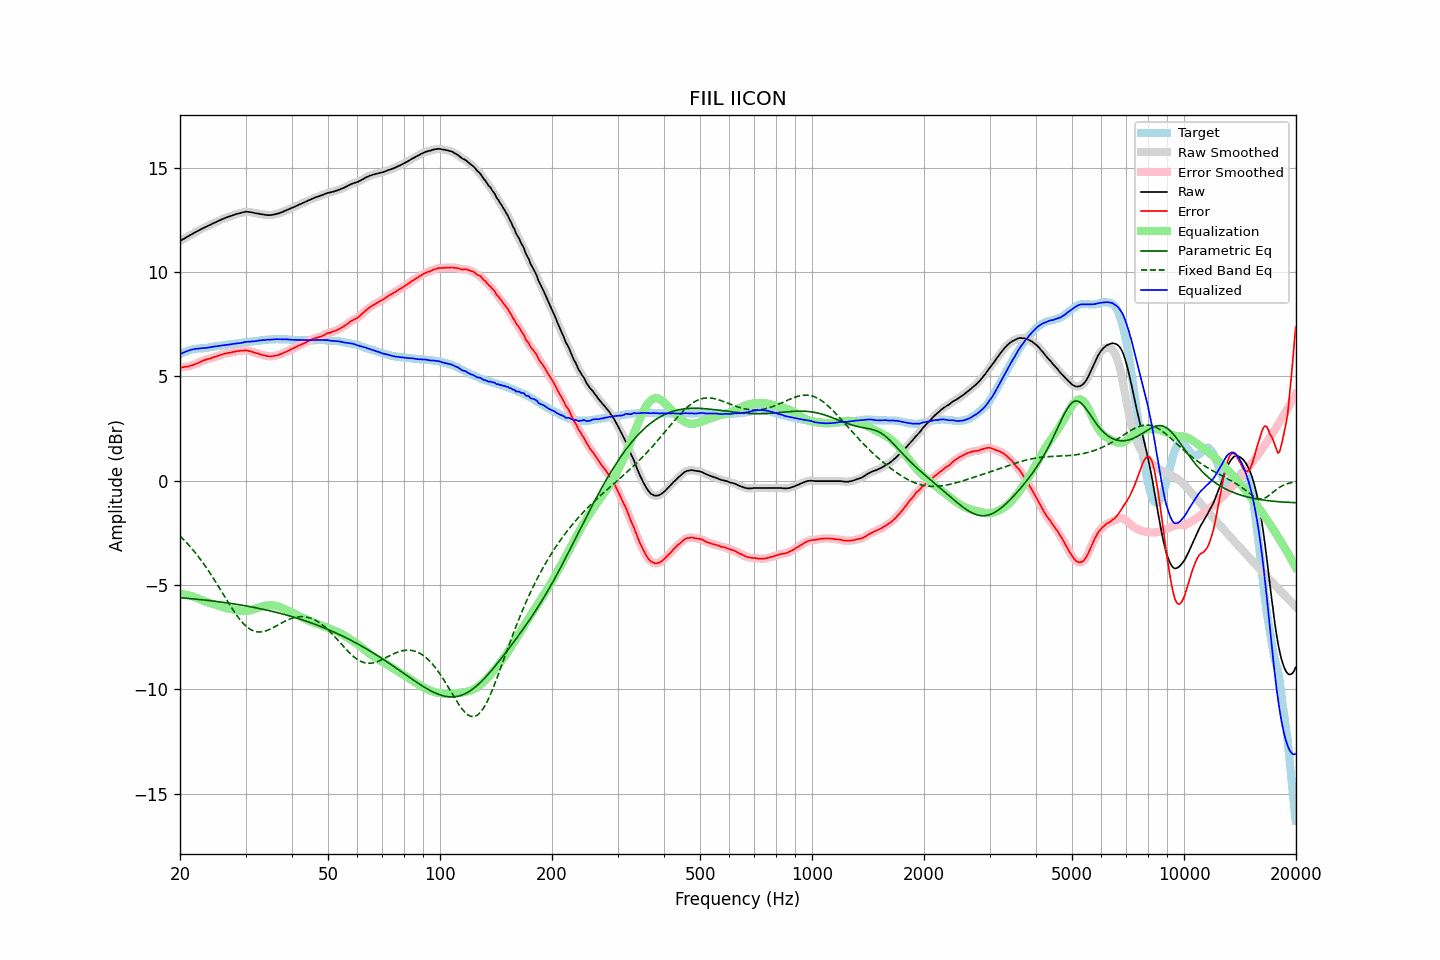 FIIL IICON
Target
Raw Smoothed
Error Smoothed
Raw
Error
Equalization
Parametric Eq
Fixed Band Eq
Equalized
Amplitude (dBr)
15
10
5
0
−5
−10
−15
20 50 100 200 500 1000 2000 5000 10000 20000
Frequency (Hz)